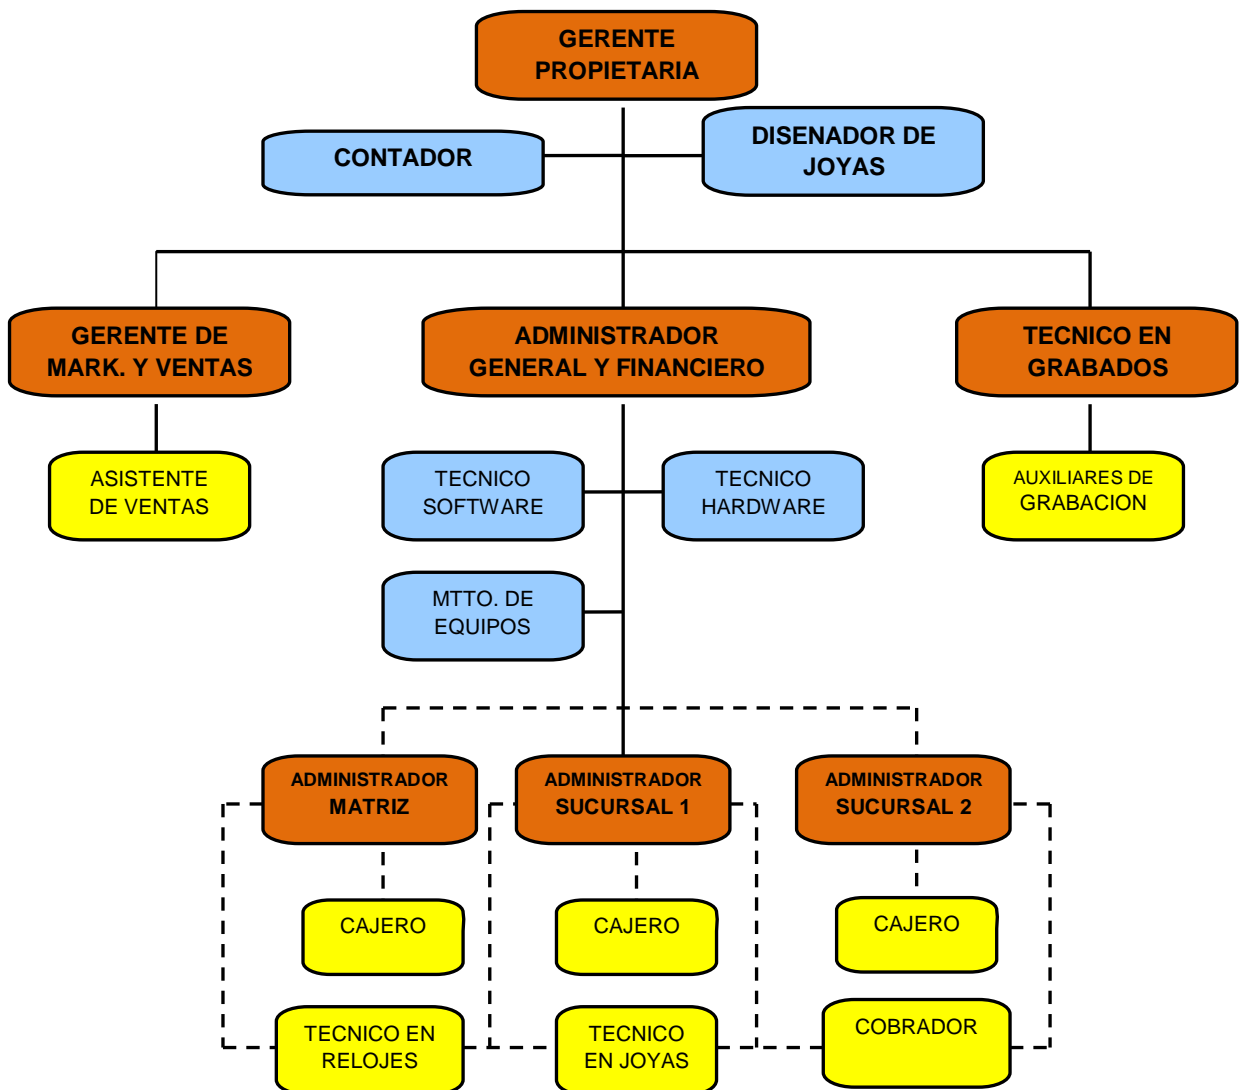 GERENTE
PROPIETARIA
CONTADOR
DISENADOR DE
JOYAS
GERENTE DE
MARK. Y VENTAS
ADMINISTRADOR
GENERAL Y FINANCIERO
TECNICO EN
GRABADOS
ASISTENTE
DE VENTAS
TECNICO
SOFTWARE
TECNICO
HARDWARE
AUXILIARES DE
GRABACION
MTTO. DE
EQUIPOS
ADMINISTRADOR
MATRIZ
ADMINISTRADOR
SUCURSAL 1
ADMINISTRADOR
SUCURSAL 2
CAJERO
CAJERO
CAJERO
TECNICO EN
RELOJES
TECNICO
EN JOYAS
COBRADOR